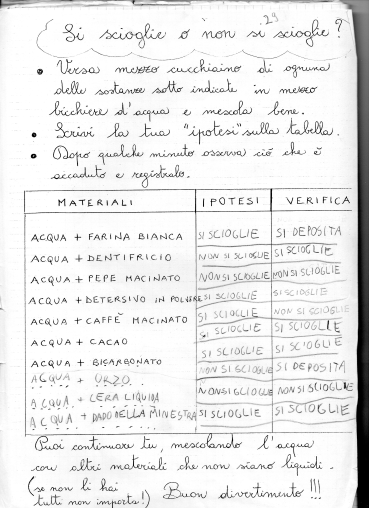 29
Si scioglie o non si scioglie?
• Versa mezzo cucchiaino di ognuna
delle sostanze sotto indicate in mezzo
bicchiere d'acqua e mescola bene.
• Scrivi la tua "ipotesi" sulla tabella.
• Dopo qualche minuto osserva ciò che è
accaduto e registralo.
MATERIALI IPOTESI VERIFICA
ACQUA + FARINA BIANCA SI SCIOGLIE SI DEPOSITA
ACQUA + DENTIFRICIO NON SI SCIOGLIE SI SCIOGLIE
ACQUA + PEPE MACINATO NON SI SCIOGLIE NON SI SCIOGLIE
ACQUA + DETERSIVO IN POLVERE SI SCIOGLIE SI SCIOGLIE
ACQUA + CAFFÈ MACINATO SI SCIOGLIE NON SI SCIOGLIE
ACQUA + CACAO SI SCIOGLIE SI SCIOGLIE
ACQUA + BICARBONATO SI SCIOGLIE SI SCIOGLIE
ACQUA + ORZO NON SI SCIOGLIE SI DEPOSITA
ACQUA + CERA LIQUIDA NON SI GLIOGLIE NON SI SCIOGLIE
ACQUA + DADO NELLA MINESTRA SI SCIOGLIE SI SCIOGLIE
Puoi continuare tu, mescolando l'acqua
con altri materiali che non siano liquidi.
(se non li hai
tutti non importa!) Buon divertimento!!!